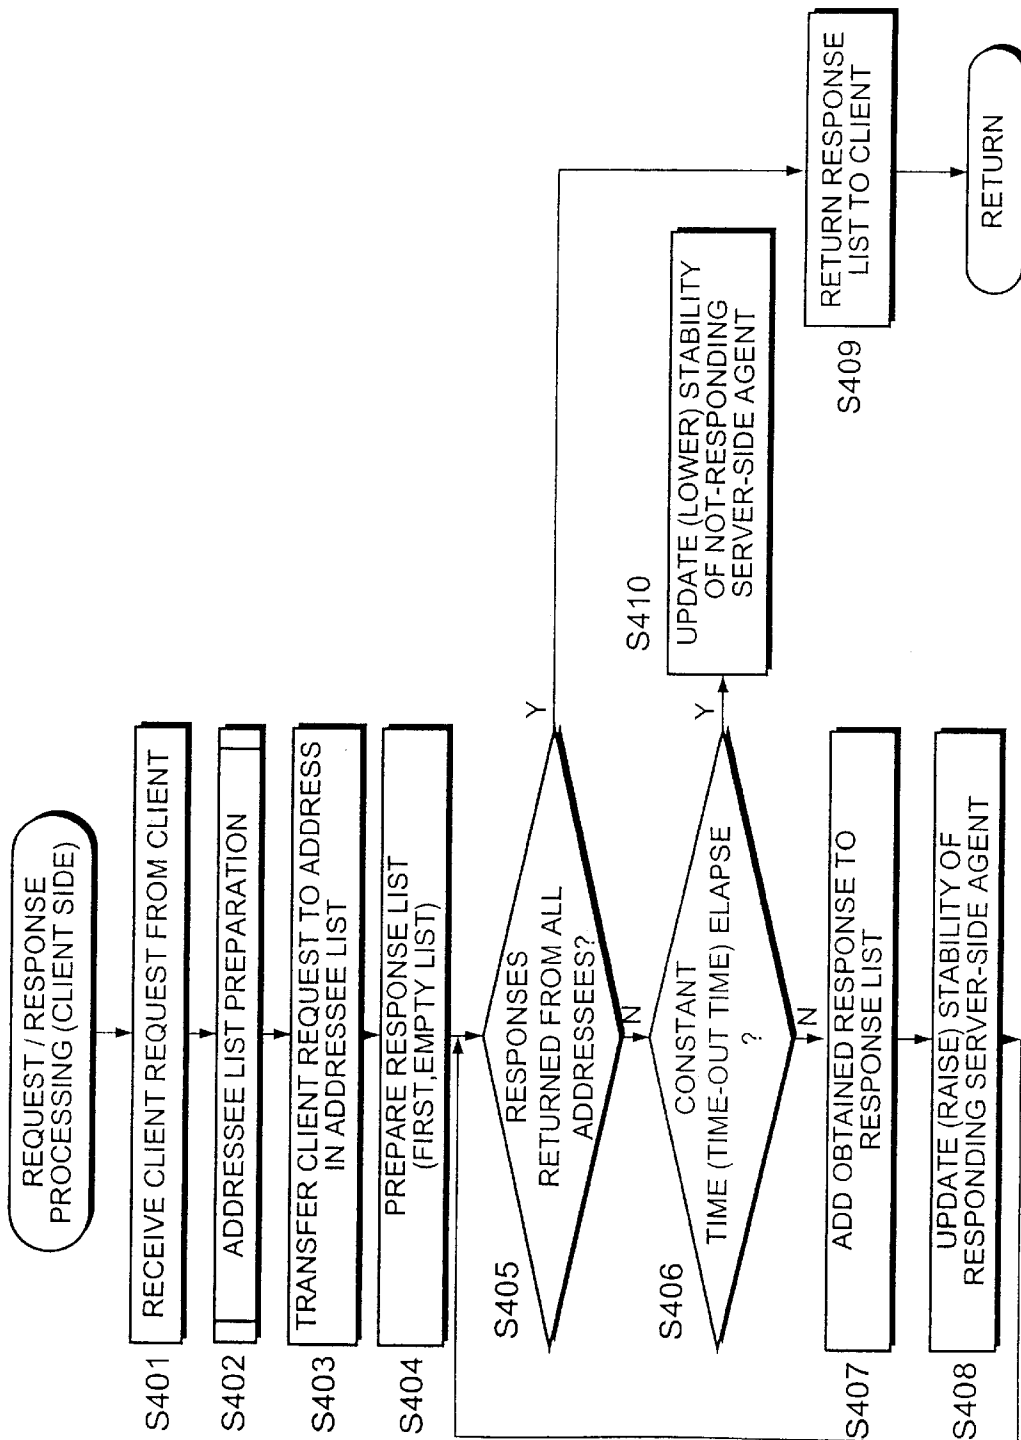 REQUEST / RESPONSE
PROCESSING (CLIENT SIDE)
S401
RECEIVE CLIENT REQUEST FROM CLIENT
S402
ADDRESSEE LIST PREPARATION
S403
TRANSFER CLIENT REQUEST TO ADDRESS
IN ADDRESSEE LIST
S404
PREPARE RESPONSE LIST
(FIRST,EMPTY LIST)
S405
RESPONSES
RETURNED FROM ALL
ADDRESSEES?
Y
N
S406
CONSTANT
TIME (TIME-OUT TIME) ELAPSE
?
Y
N
S410
UPDATE (LOWER) STABILITY
OF NOT-RESPONDING
SERVER-SIDE AGENT
S407
ADD OBTAINED RESPONSE TO
RESPONSE LIST
S408
UPDATE (RAISE) STABILITY OF
RESPONDING SERVER-SIDE AGENT
S409
RETURN RESPONSE
LIST TO CLIENT
RETURN